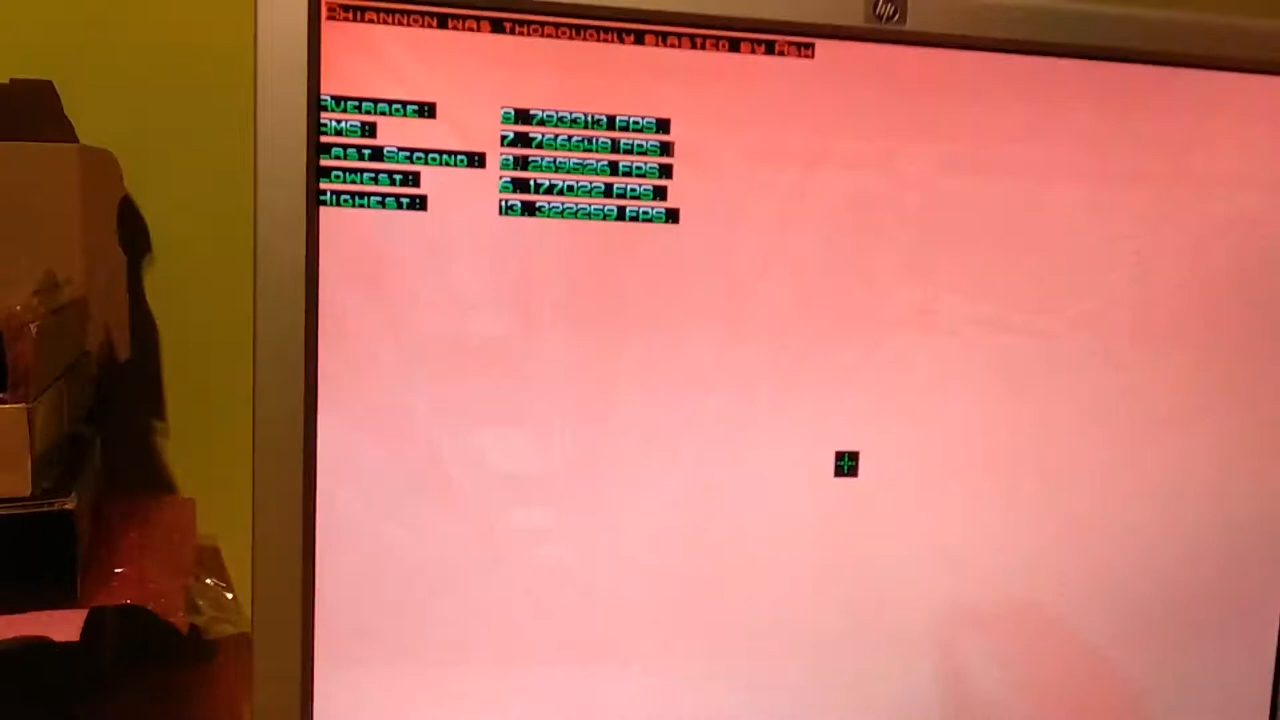 hp
Rhiannon was thoroughly blasted by Ash
Average: 8.793313 FPS.
RMS: 7.766648 FPS.
Last Second: 8.269526 FPS.
Lowest: 6.177022 FPS.
Highest: 13.322259 FPS.